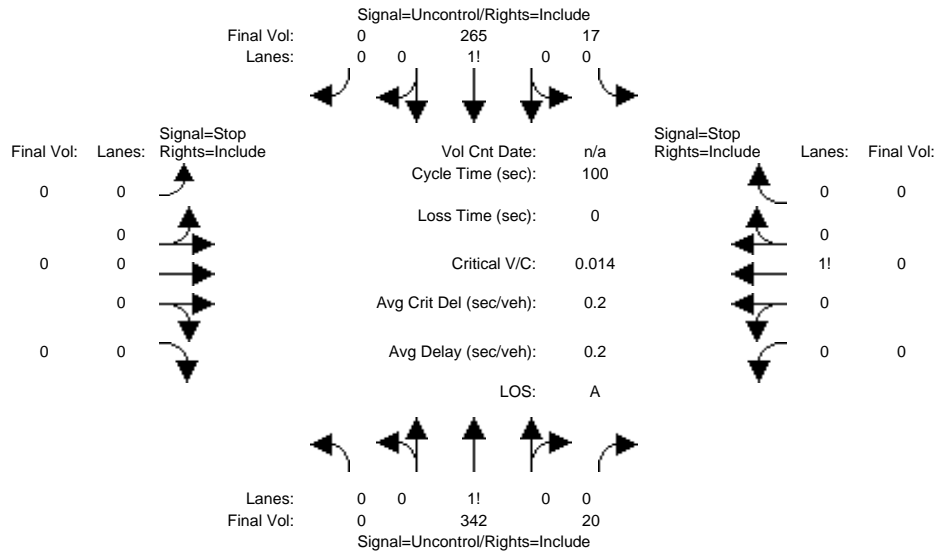 Signal=Uncontrol/Rights=Include
Final Vol: 0 265 17
Lanes: 0 0 1! 0 0
Signal=Stop
Final Vol: Lanes: Rights=Include
Vol Cnt Date: n/a
Signal=Stop
Rights=Include Lanes: Final Vol:
Cycle Time (sec): 100
0 0
0 0
Loss Time (sec): 0
0
0
0 0
Critical V/C: 0.014
1! 0
0
Avg Crit Del (sec/veh): 0.2
0
0 0
Avg Delay (sec/veh): 0.2
0 0
LOS: A
Lanes: 0 0 1! 0 0
Final Vol: 0 342 20
Signal=Uncontrol/Rights=Include